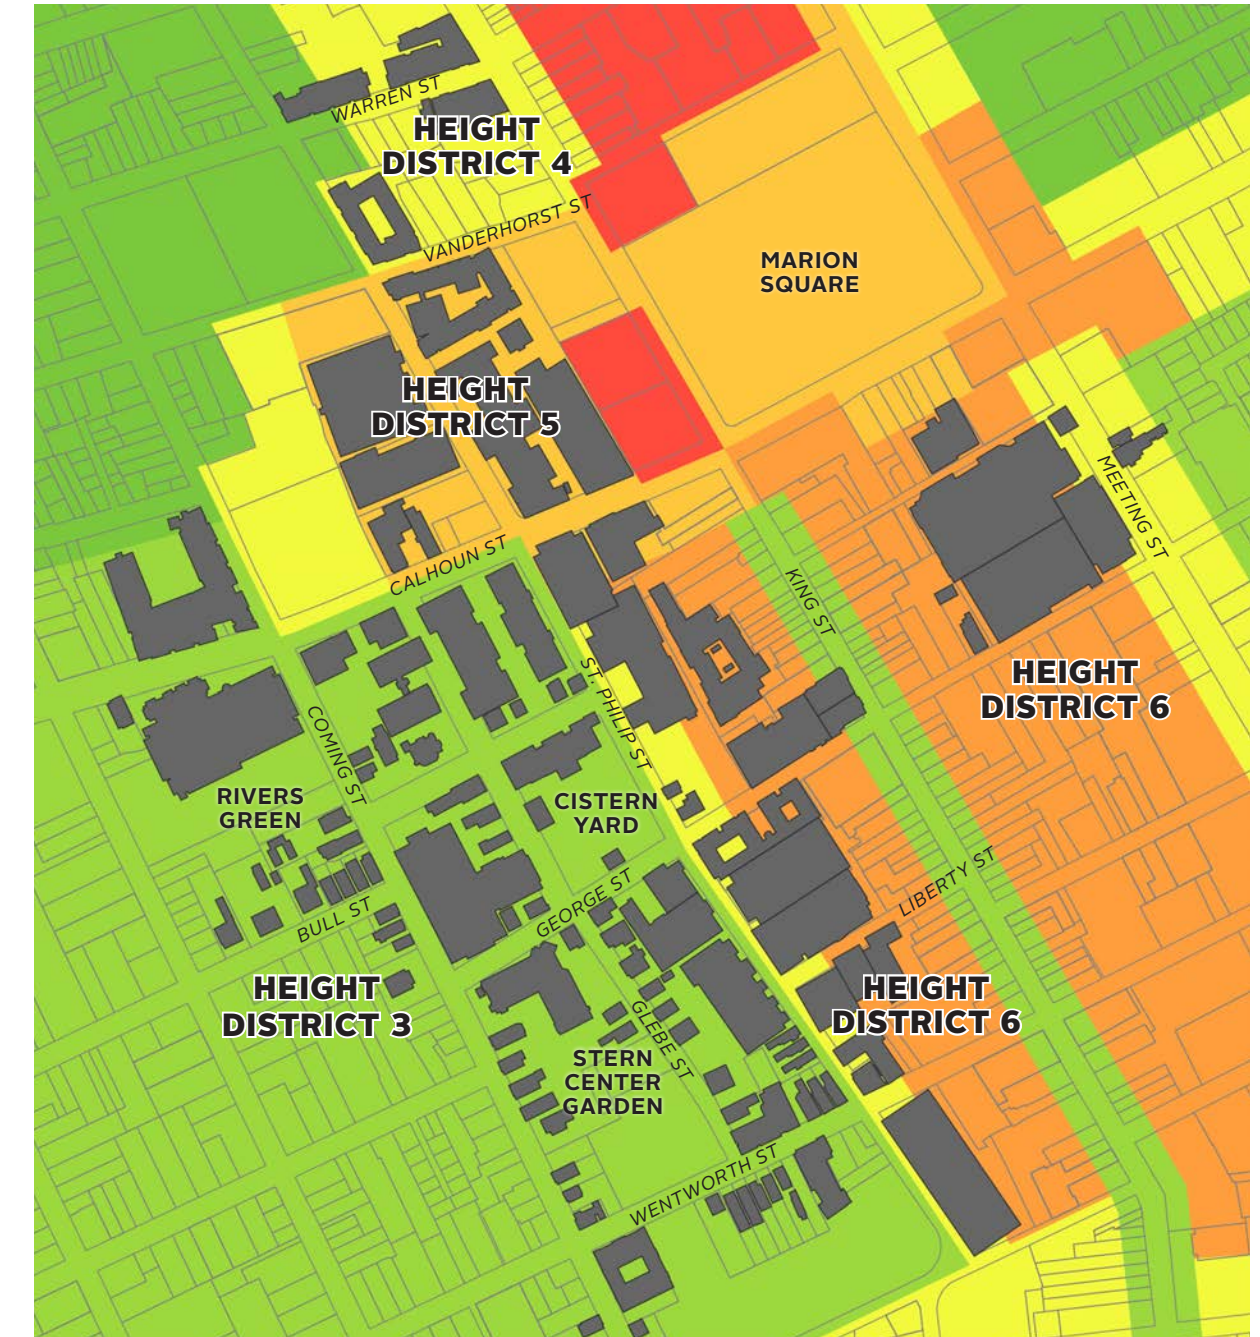 WARREN ST
HEIGHT
DISTRICT 4
VANDERHORST ST
MARION
SQUARE
HEIGHT
DISTRICT 5
MEETING ST
CALHOUN ST
KING ST
HEIGHT
DISTRICT 6
ST. PHILIP ST
COMING ST
RIVERS
GREEN
CISTERN
YARD
LIBERTY ST
GEORGE ST
BULL ST
HEIGHT
DISTRICT 3
HEIGHT
DISTRICT 6
GLEBE ST
STERN
CENTER
GARDEN
WENTWORTH ST